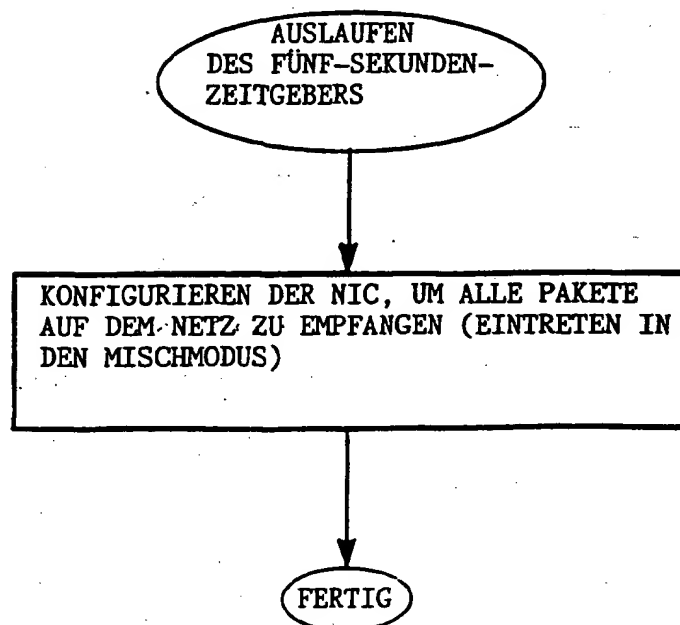 AUSLAUFEN
DES FÜNF-SEKUNDEN-
ZEITGEBERS
KONFIGURIEREN DER NIC, UM ALLE PAKETE
AUF DEM NETZ ZU EMPFANGEN (EINTRETEN IN
DEN MISCHMODUS)
FERTIG